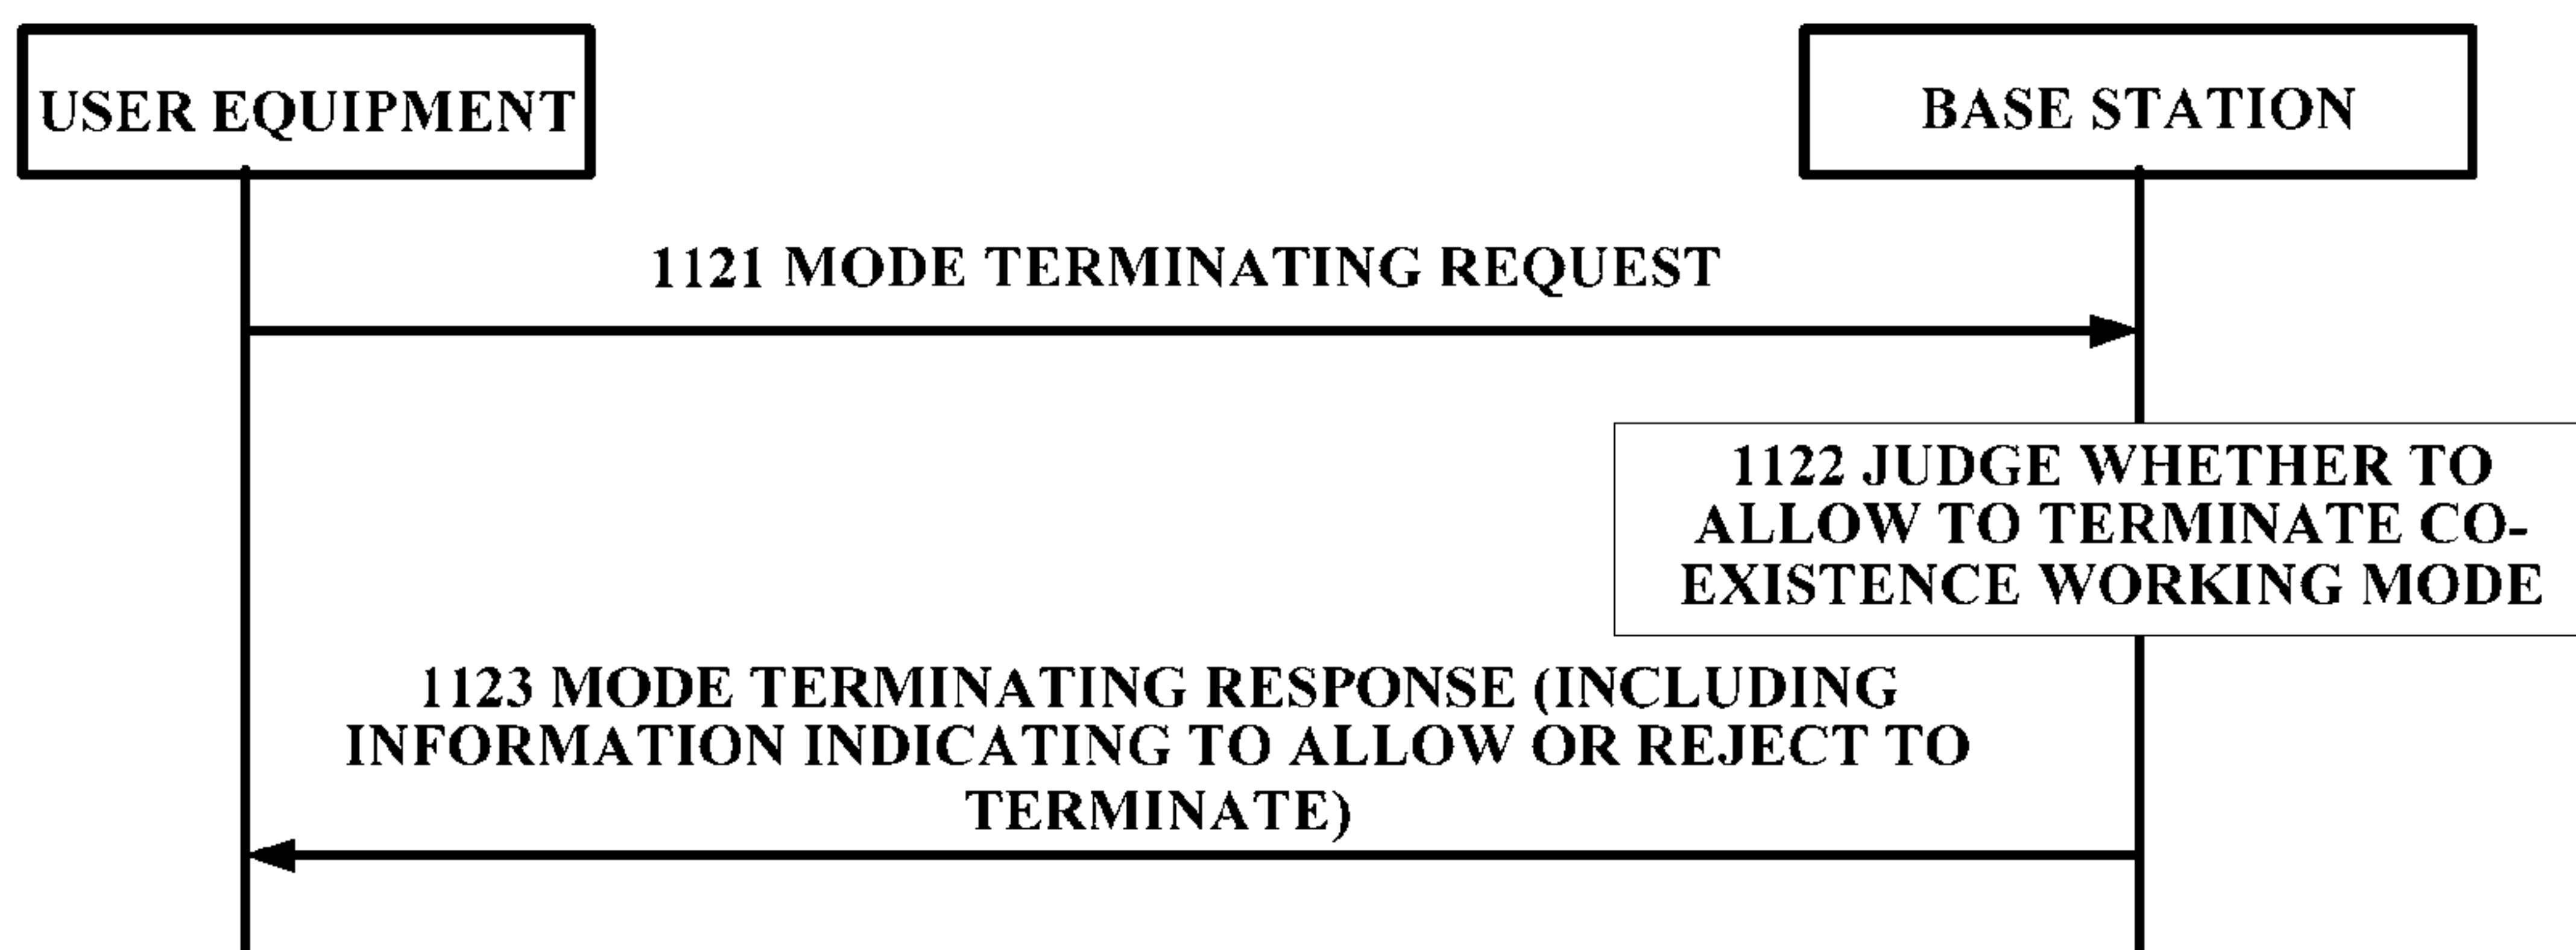 USER EQUIPMENT
BASE STATION
1121 MODE TERMINATING REQUEST
1122 JUDGE WHETHER TO
ALLOW TO TERMINATE CO-
EXISTENCE WORKING MODE
1123 MODE TERMINATING RESPONSE (INCLUDING
INFORMATION INDICATING TO ALLOW OR REJECT TO
TERMINATE)